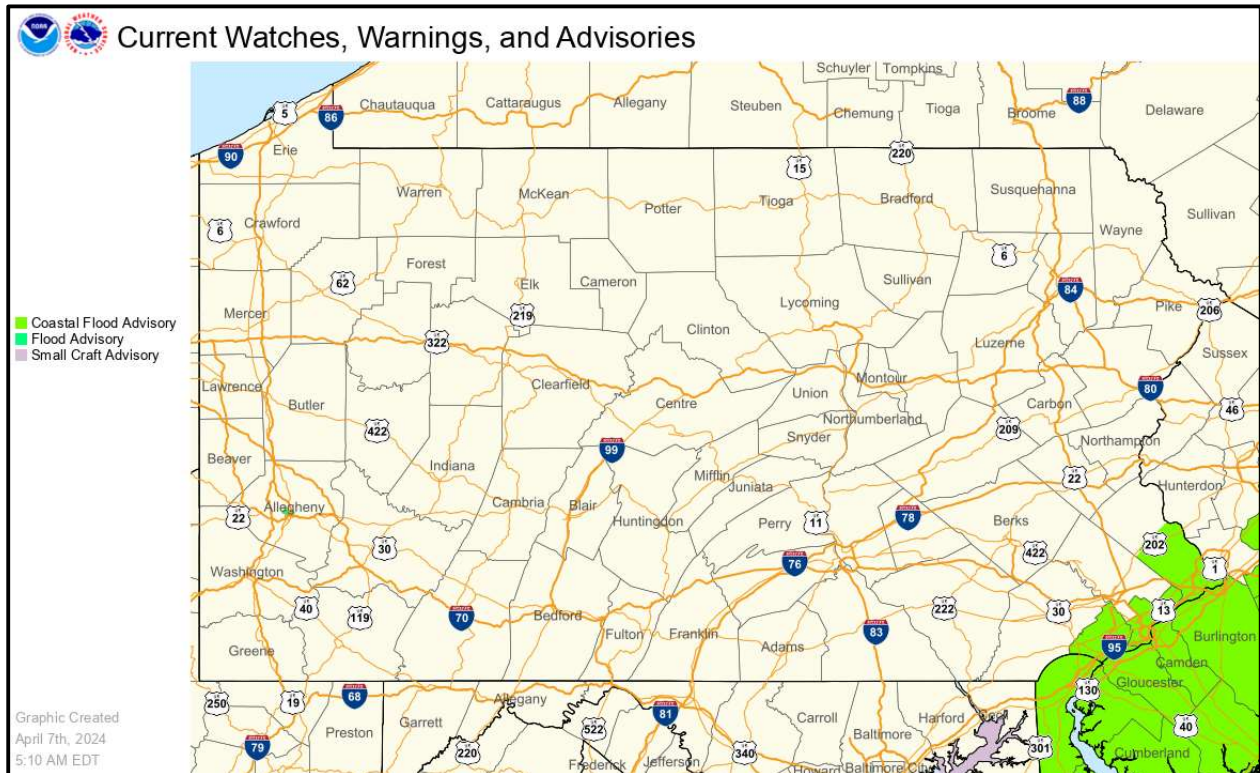 Current Watches, Warnings, and Advisories
Schuyler
Tompkins
Chautauqua
Cattaraugus
Allegany
Steuben
Chemung
Tioga
Broome
Delaware
5
86
88
90
Erie
15
220
Warren
McKean
Potter
Tioga
Bradford
Susquehanna
Wayne
Sullivan
Crawford
6
6
Forest
62
Elk
Cameron
Sullivan
84
Lycoming
Pike
206
Mercer
219
Coastal Flood Advisory
Flood Advisory
Small Craft Advisory
322
Clinton
Luzerne
Sussex
Lawrence
Clearfield
Montour
80
Butler
Centre
Union
Carbon
46
422
Northumberland
209
Snyder
Northampton
99
Beaver
Indiana
Mifflin
22
Juniata
Hunterdon
Cambria
Blair
Allegheny
22
Huntingdon
Perry
11
78
Berks
30
422
202
76
1
Washington
40
119
70
Bedford
222
30
13
Fulton
Franklin
83
Adams
95
Burlington
Greene
Camden
Gloucester
130
250
19
68
Allegany
Preston
Garrett
522
81
Carroll
Harford
Cecil
40
Graphic Created
April 7th, 2024
5:10 AM EDT
79
220
Frederick
Jefferson
340
Howard
Baltimore
Baltimore City
301
Cumberland